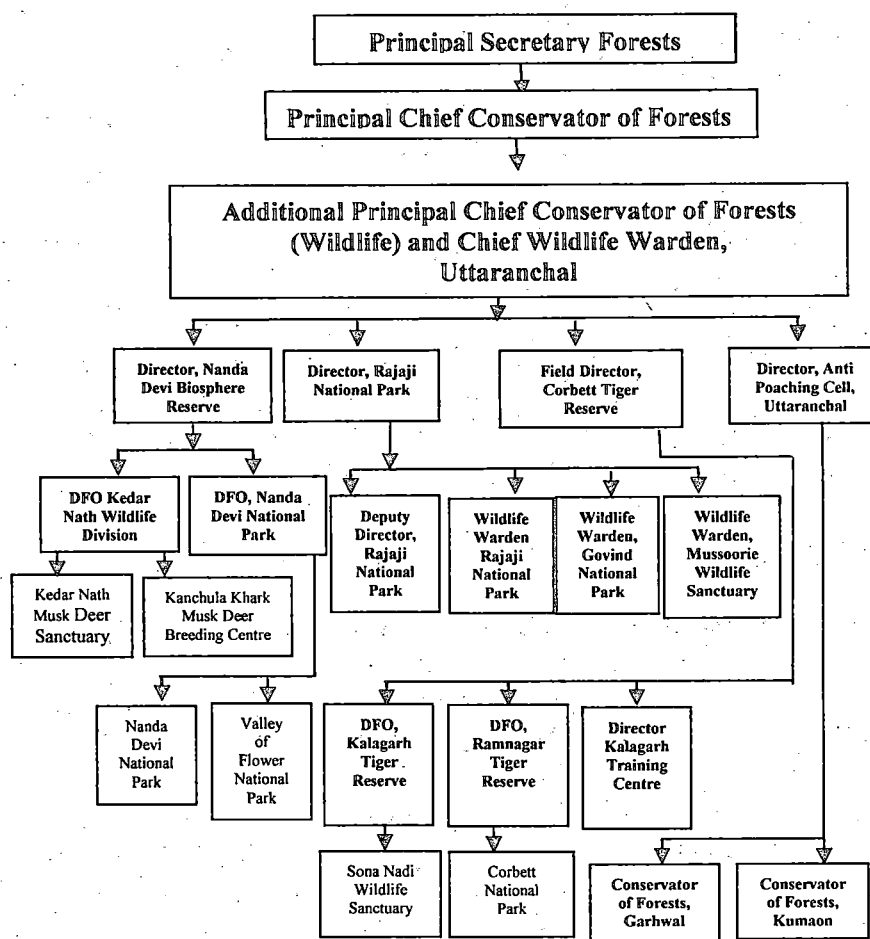 Principal Secretary Forests
Principal Chief Conservator of Forests
Additional Principal Chief Conservator of Forests
(Wildlife) and Chief Wildlife Warden,
Uttaranchal
Director, Nanda
Devi Biosphere
Reserve
Director, Rajaji
National Park
Field Director,
Corbett Tiger
Reserve
Director, Anti
Poaching Cell,
Uttaranchal
DFO Kedar
Nath Wildlife
Division
DFO, Nanda
Devi National
Park
Deputy
Director,
Rajaji
National
Park
Wildlife
Warden
Rajaji
National
Park
Wildlife
Warden,
Govind
National
Park
Wildlife
Warden,
Mussoorie
Wildlife
Sanctuary
Kedar Nath
Musk Deer
Sanctuary
Kanchula Khark
Musk Deer
Breeding Centre
Nanda
Devi
National
Park
Valley
of
Flower
National
Park
DFO,
Kalagarh
Tiger
Reserve
DFO,
Ramnagar
Tiger
Reserve
Director
Kalagarh
Training
Centre
Sona Nadi
Wildlife
Sanctuary
Corbett
National
Park
Conservator
of Forests,
Garhwal
Conservator
of Forests,
Kumaon